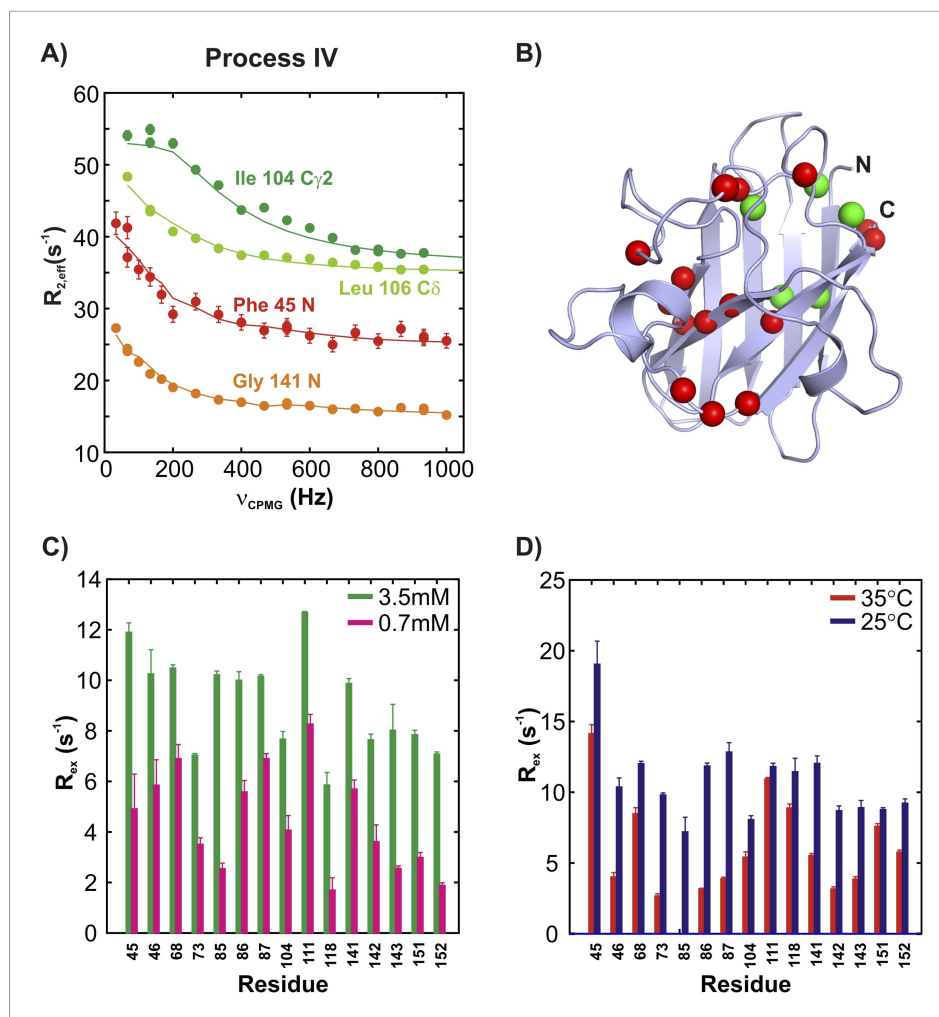 A)
Process IV
B)
60
50
40
30
20
10
R2,eff(s-1)
Ile 104 Cγ2
Leu 106 Cδ
Phe 45 N
Gly 141 N
0 200 400 600 800 1000
νCPMG (Hz)
N
C
C)
D)
14
12
10
8
6
4
2
0
Rex (s-1)
3.5mM
0.7mM
45 46 68 73 85 86 87 104 111 118 141 142 143 151 152
Residue
25
20
15
10
5
0
Rex (s-1)
35°C
25°C
45 46 68 73 85 86 87 104 111 118 141 142 143 151 152
Residue